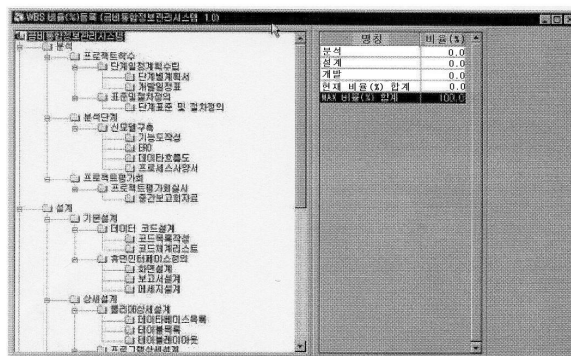 WBS 비율(%)등록 (금비통합정보관리시스템 1.0)
금비통합정보관리시스템
분석
프로젝트착수
단계일정계획수립
단계별계획서
개발일정표
표준및절차정의
단계표준 및 절차정의
분석단계
신모델구축
기능도작성
ERD
데이타흐름도
프로세스사양서
프로젝트평가회
프로젝트평가회실시
중간보고회자료
설계
기본설계
데이터 코드설계
코드목록작성
코드체계리스트
휴먼인터페이스정의
화면설계
보고서설계
메세지설계
상세설계
물리DB상세설계
데이타베이스목록
테이블목록
테이블레이아웃
프로그램상세설계
명칭 비율(%)
분석 0.0
설계 0.0
개발 0.0
현재 비율(%) 합계 0.0
MAX 비율(%) 합계 100.0